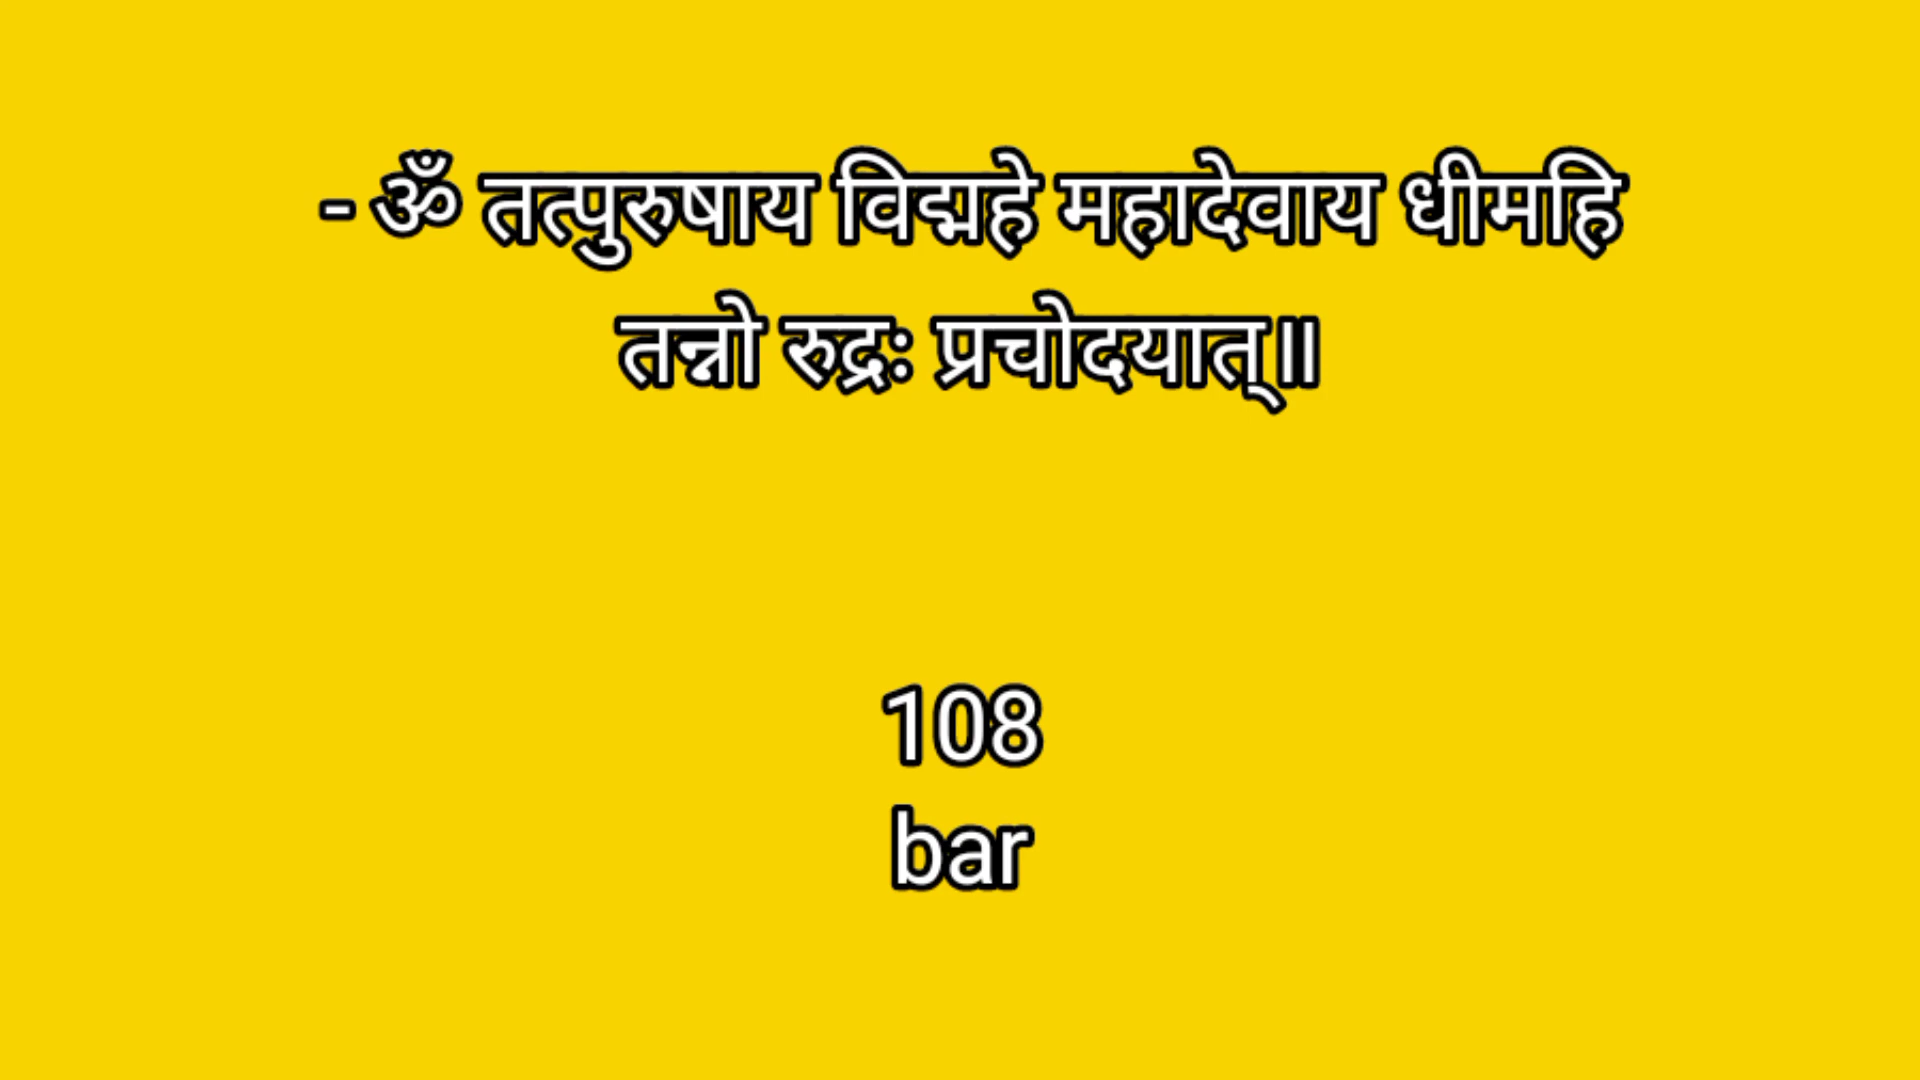 - ॐ तत्पुरुषाय विद्महे महादेवाय धीमहि
तन्नो रुद्रः प्रचोदयात्॥
108
bar